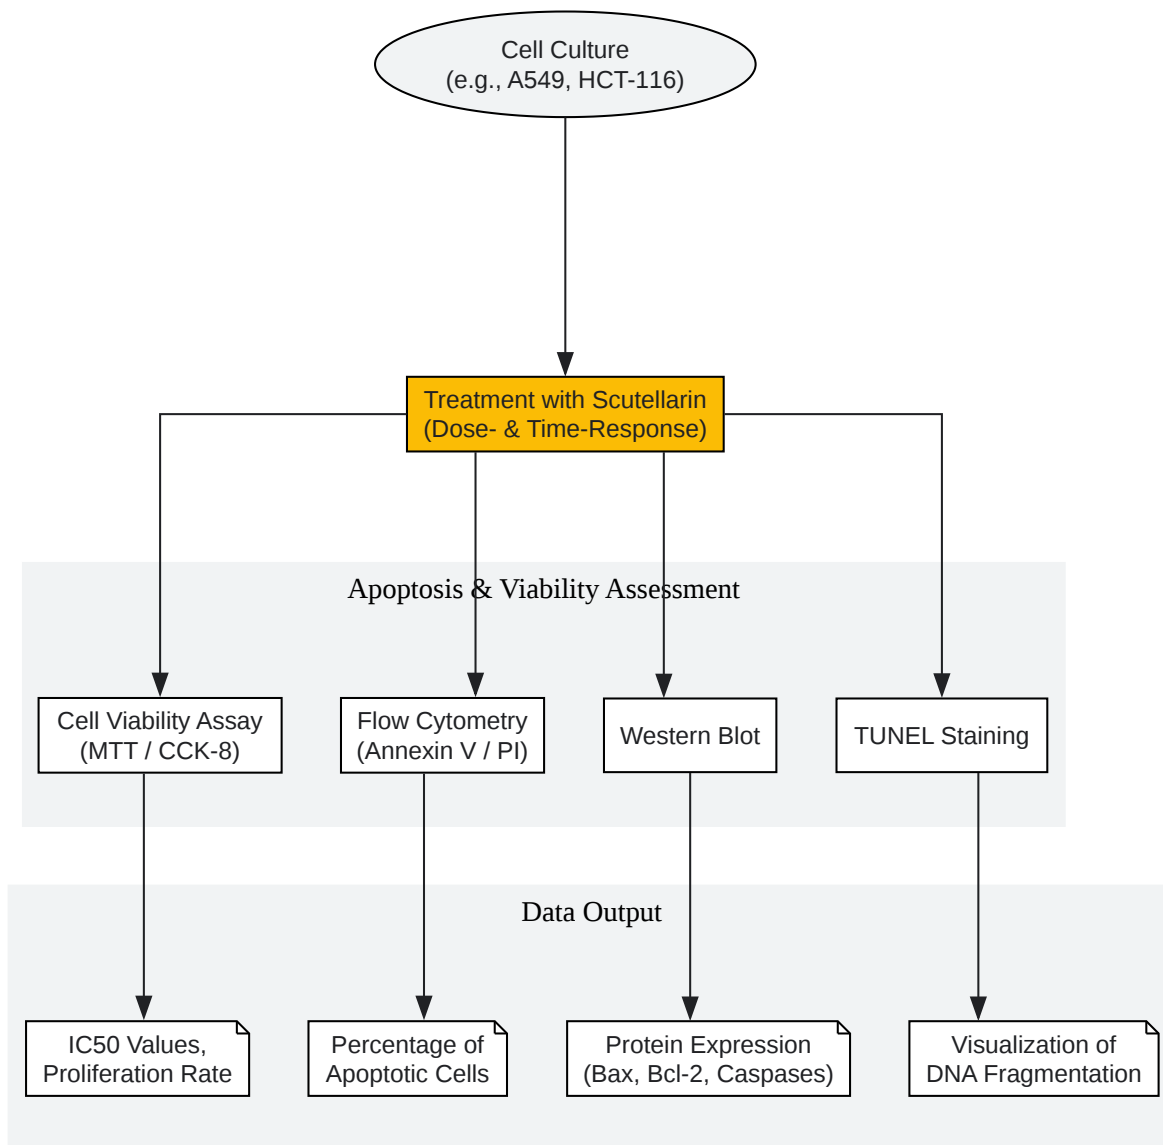 Cell Culture
(e.g., A549, HCT-116)
Treatment with Scutellarin
(Dose- & Time-Response)
Apoptosis & Viability Assessment
Cell Viability Assay
(MTT / CCK-8)
Flow Cytometry
(Annexin V / PI)
Western Blot
TUNEL Staining
Data Output
IC50 Values,
Proliferation Rate
Percentage of
Apoptotic Cells
Protein Expression
(Bax, Bcl-2, Caspases)
Visualization of
DNA Fragmentation